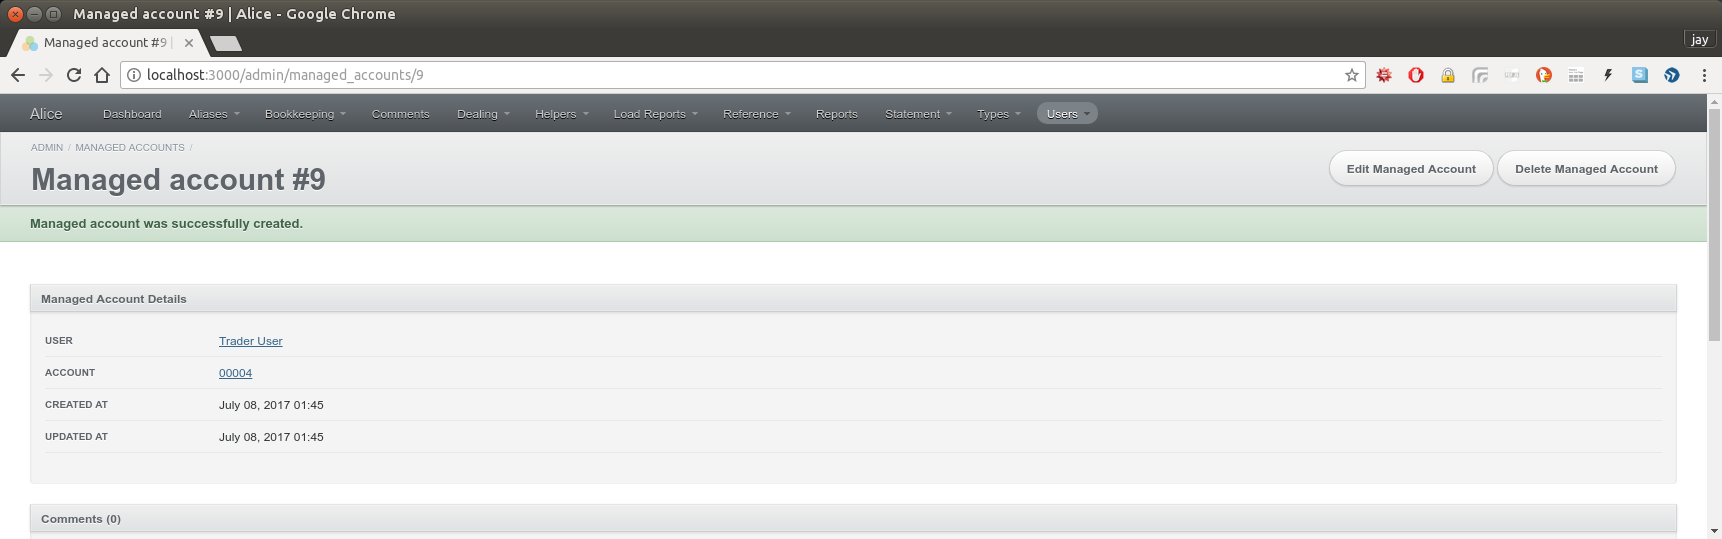 Managed account #9 | Alice - Google Chrome
Managed account #9 |
jay
localhost:3000/admin/managed_accounts/9
Alice Dashboard Aliases Bookkeeping Comments Dealing Helpers Load Reports Reference Reports Statement Types Users
ADMIN / MANAGED ACCOUNTS /
Managed account #9
Edit Managed Account Delete Managed Account
Managed account was successfully created.
Managed Account Details
USER Trader User
ACCOUNT 00004
CREATED AT July 08, 2017 01:45
UPDATED AT July 08, 2017 01:45
Comments (0)